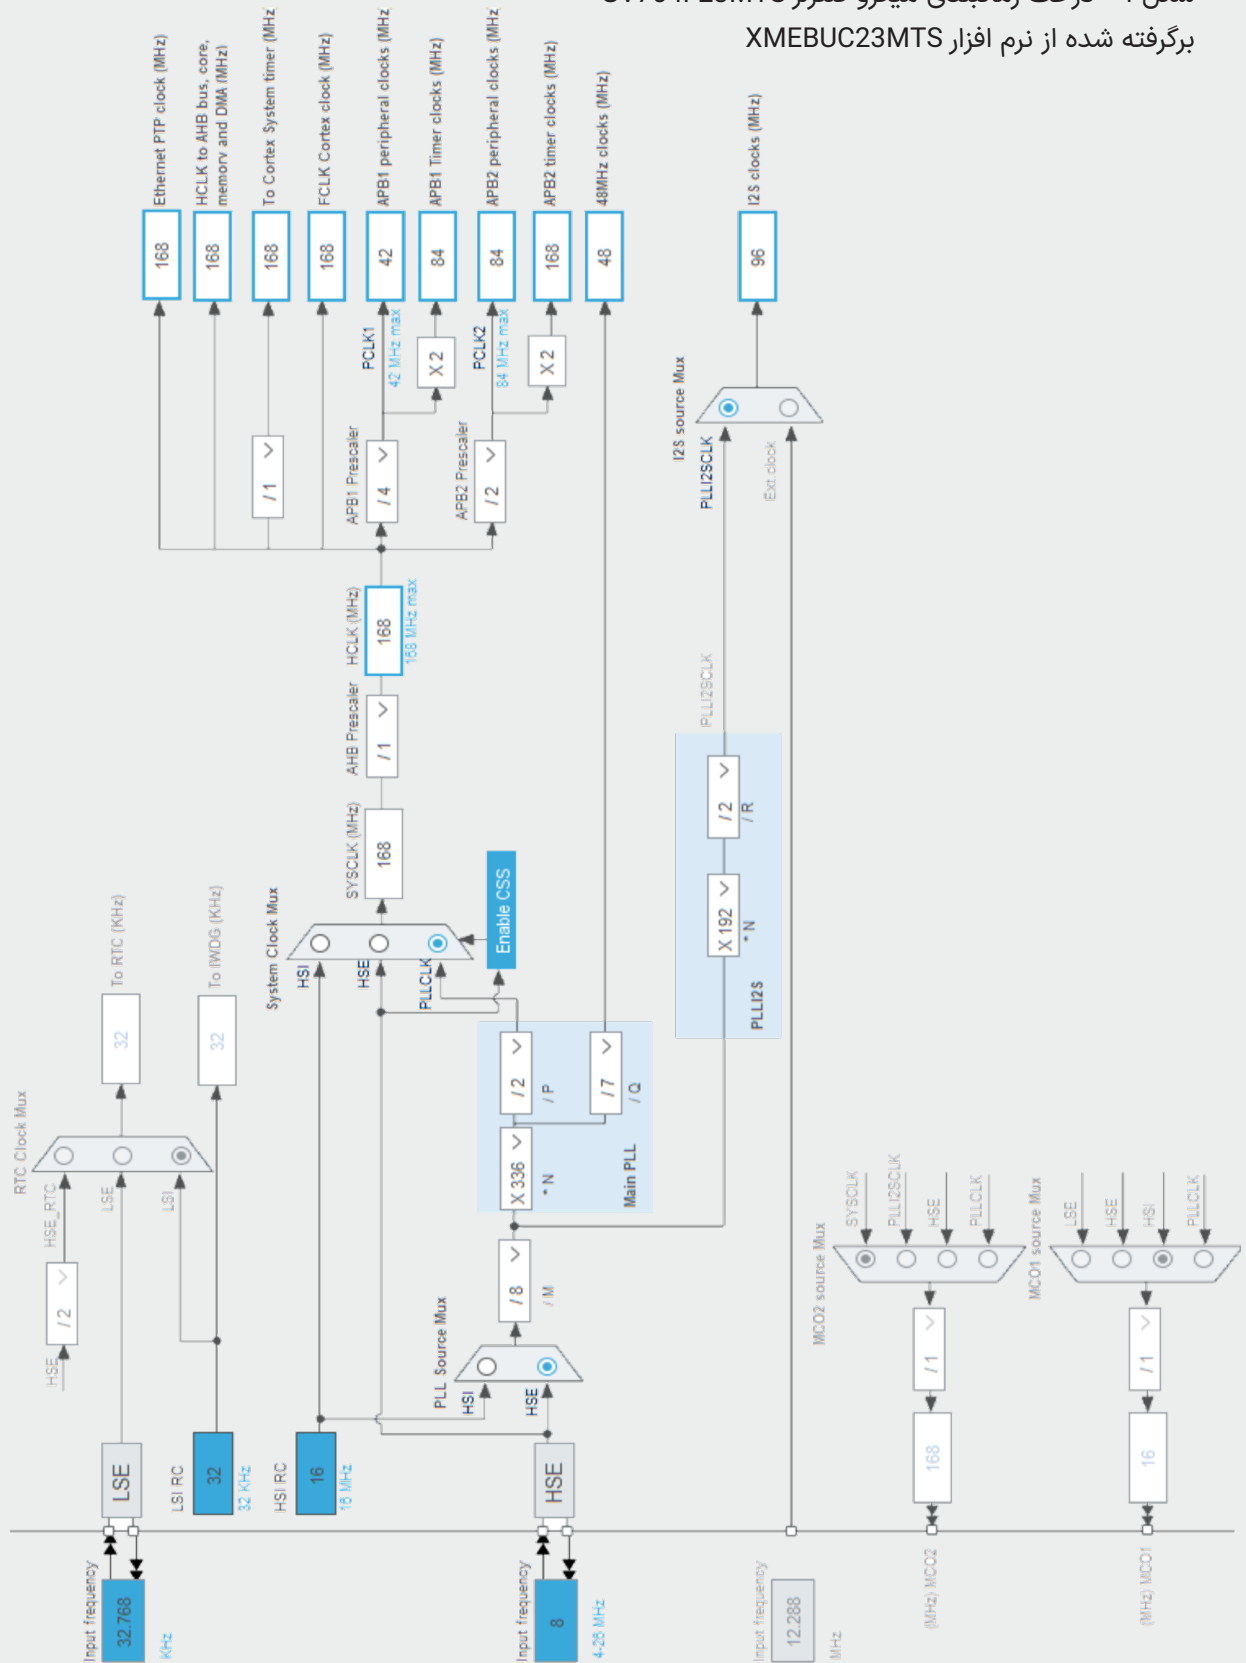 برگرفته شده از نرم افزار XMEBUC23MTS
Ethernet PTP clock (MHz)
168
HCLK to AHB bus, core,
memory and DMA (MHz)
168
To Cortex System timer (MHz)
168
/ 1
FCLK Cortex clock (MHz)
168
APB1 peripheral clocks (MHz)
42
PCLK1
42 MHz max
APB1 Prescaler
/ 4
APB1 Timer clocks (MHz)
84
X 2
APB2 peripheral clocks (MHz)
84
PCLK2
84 MHz max
APB2 Prescaler
/ 2
APB2 timer clocks (MHz)
168
X 2
48MHz clocks (MHz)
48
I2S source Mux
I2S clocks (MHz)
96
PLLI2SCLK
Ext.clock
HCLK (MHz)
168
168 MHz max
AHB Prescaler
/ 1
SYSCLK (MHz)
168
System Clock Mux
HSI
HSE
PLLCLK
Enable CSS
PLLI2SCLK
/ 2
/ R
X 192
* N
PLLI2S
To RTC (KHz)
32
To IWDG (KHz)
32
RTC Clock Mux
HSE
/ 2
HSE_RTC
LSE
LSI
/ 2
/ P
/ 7
/ Q
X 336
* N
Main PLL
/ 8
/ M
PLL Source Mux
HSI
HSE
LSE
LSI RC
32
32 KHz
HSI RC
16
16 MHz
HSE
Input frequency
32.768
KHz
Input frequency
8
4-26 MHz
Input frequency
12.288
MHz
MCO2 source Mux
SYSCLK
PLLI2SCLK
HSE
PLLCLK
/ 1
168
(MHz) MCO2
MCO1 source Mux
LSE
HSE
HSI
PLLCLK
/ 1
16
(MHz) MCO1